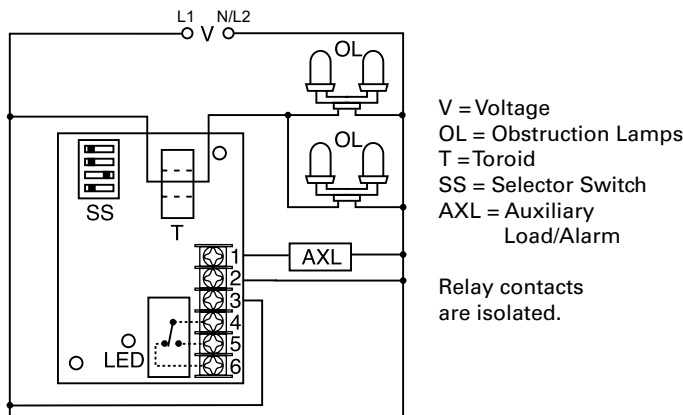 L1 N/L2
V
OL
OL
SS
T
1
AXL
2
3
4
5
LED
6
V = Voltage
OL = Obstruction Lamps
T = Toroid
SS = Selector Switch
AXL = Auxiliary
Load/Alarm
Relay contacts
are isolated.